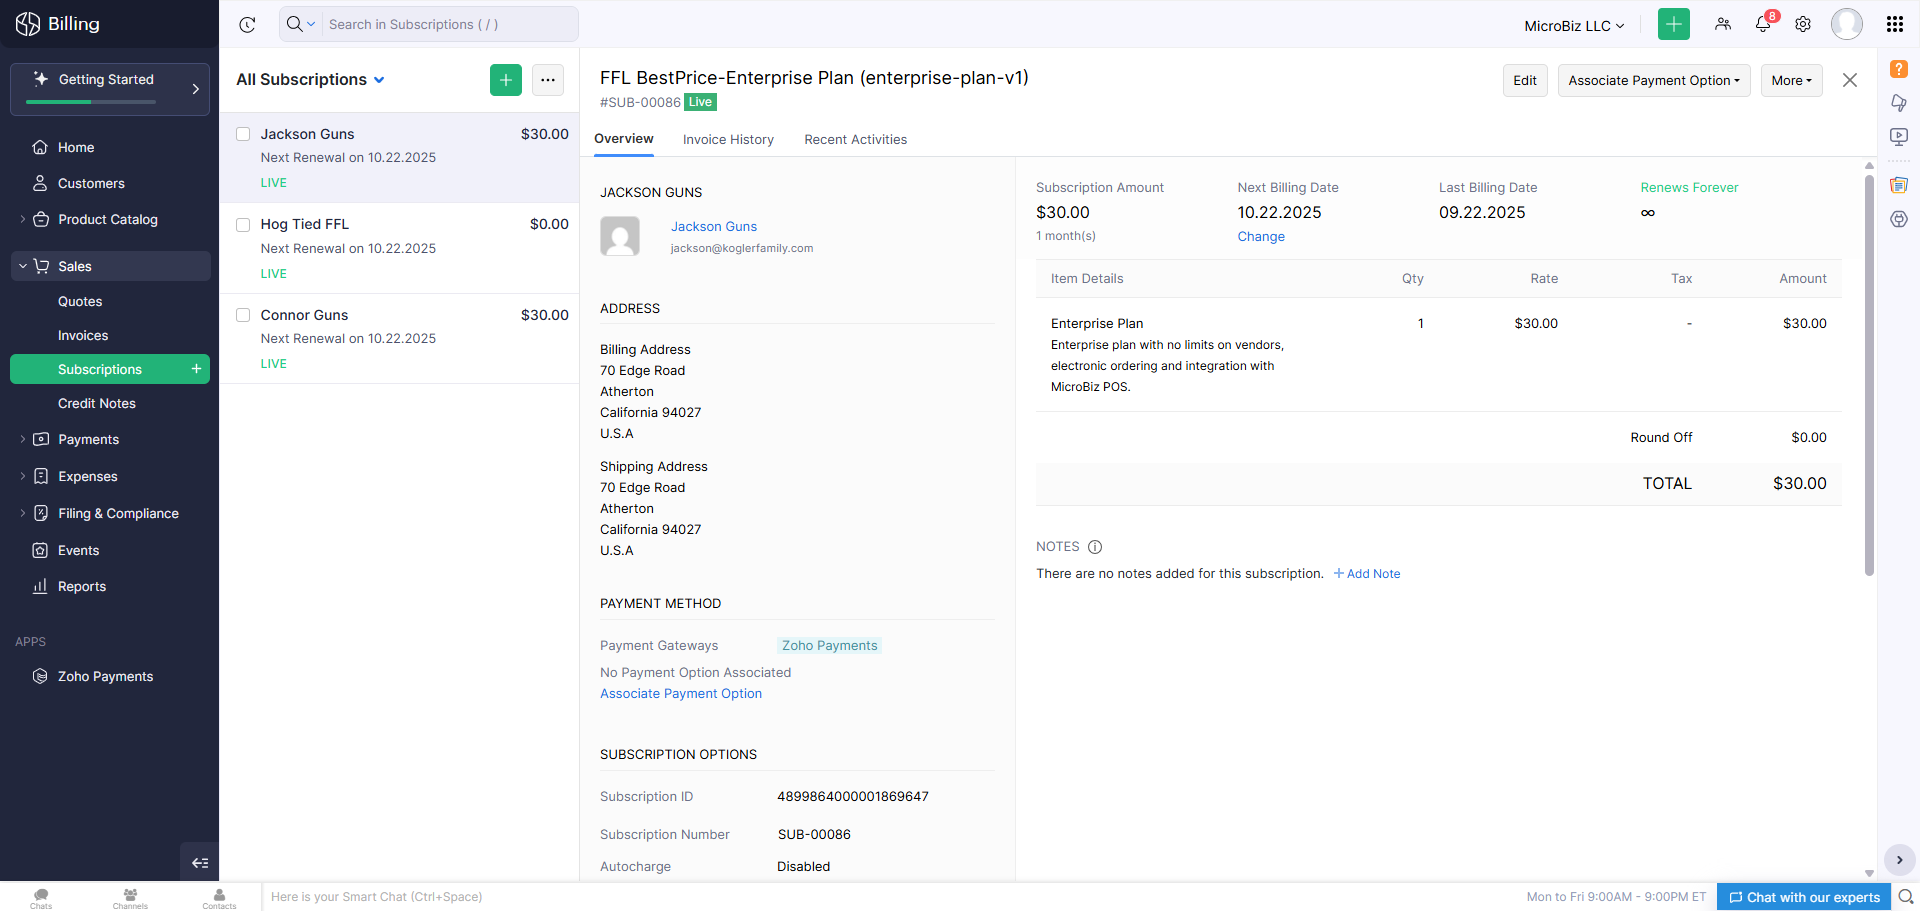 Billing
Getting Started
Home
Customers
Product Catalog
Sales
Quotes
Invoices
Subscriptions +
Credit Notes
Payments
Expenses
Filing & Compliance
Events
Reports
APPS
Zoho Payments
Search in Subscriptions ( / )
MicroBiz LLC
8
All Subscriptions
Jackson Guns $30.00
Next Renewal on 10.22.2025
LIVE
Hog Tied FFL $0.00
Next Renewal on 10.22.2025
LIVE
Connor Guns $30.00
Next Renewal on 10.22.2025
LIVE
FFL BestPrice-Enterprise Plan (enterprise-plan-v1)
#SUB-00086 Live
Edit
Associate Payment Option
More
Overview
Invoice History
Recent Activities
JACKSON GUNS
Jackson Guns
jackson@koglerfamily.com
ADDRESS
Billing Address
70 Edge Road
Atherton
California 94027
U.S.A
Shipping Address
70 Edge Road
Atherton
California 94027
U.S.A
PAYMENT METHOD
Payment Gateways Zoho Payments
No Payment Option Associated
Associate Payment Option
SUBSCRIPTION OPTIONS
Subscription ID 4899864000001869647
Subscription Number SUB-00086
Autocharge Disabled
Subscription Amount
$30.00
1 month(s)
Next Billing Date
10.22.2025
Change
Last Billing Date
09.22.2025
Renews Forever
∞
Item Details Qty Rate Tax Amount
Enterprise Plan 1 $30.00 - $30.00
Enterprise plan with no limits on vendors,
electronic ordering and integration with
MicroBiz POS.
Round Off $0.00
TOTAL $30.00
NOTES
There are no notes added for this subscription. + Add Note
Chats
Channels
Contacts
Here is your Smart Chat (Ctrl+Space)
Mon to Fri 9:00AM - 9:00PM ET
Chat with our experts